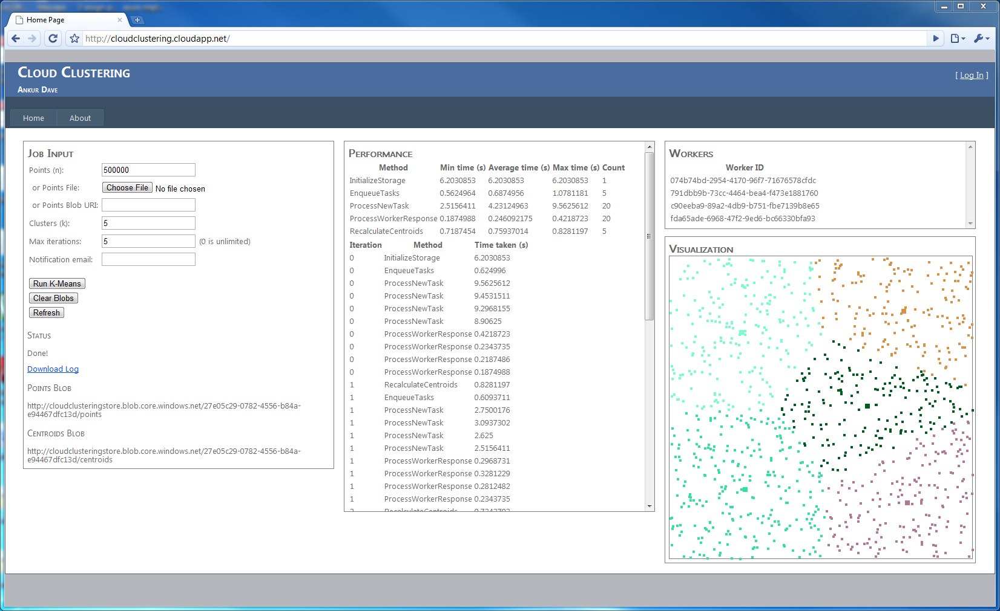 Home Page
http://cloudclustering.cloudapp.net/
Cloud Clustering
Ankur Dave
[ Log In ]
Home About
Job Input
Points (n): 500000
or Points File: Choose File No file chosen
or Points Blob URI:
Clusters (k): 5
Max iterations: 5 (0 is unlimited)
Notification email:
Run K-Means
Clear Blobs
Refresh
Status
Done!
Download Log
Points Blob
http://cloudclusteringstore.blob.core.windows.net/27e05c29-0782-4556-b84a-
e94467dfc13d/points
Centroids Blob
http://cloudclusteringstore.blob.core.windows.net/27e05c29-0782-4556-b84a-
e94467dfc13d/centroids
Performance
Method Min time (s) Average time (s) Max time (s) Count
InitializeStorage 6.2030853 6.2030853 6.2030853 1
EnqueueTasks 0.5624964 0.6874956 1.0781181 5
ProcessNewTask 2.5156411 4.23124963 9.5625612 20
ProcessWorkerResponse 0.1874988 0.246092175 0.4218723 20
RecalculateCentroids 0.7187454 0.75937014 0.8281197 5
Iteration Method Time taken (s)
0 InitializeStorage 6.2030853
0 EnqueueTasks 0.624996
0 ProcessNewTask 9.5625612
0 ProcessNewTask 9.4531511
0 ProcessNewTask 9.2968155
0 ProcessNewTask 8.90625
0 ProcessWorkerResponse 0.4218723
0 ProcessWorkerResponse 0.2343735
0 ProcessWorkerResponse 0.2187486
0 ProcessWorkerResponse 0.1874988
1 RecalculateCentroids 0.8281197
1 EnqueueTasks 0.6093711
1 ProcessNewTask 2.7500176
1 ProcessNewTask 3.0937302
1 ProcessNewTask 2.625
1 ProcessNewTask 2.5156411
1 ProcessWorkerResponse 0.2968731
1 ProcessWorkerResponse 0.3281229
1 ProcessWorkerResponse 0.2812482
1 ProcessWorkerResponse 0.2343735
Workers
Worker ID
074b74bd-2954-4170-96f7-71676578cfdc
791dbb9b-73cc-4464-bea4-f473e1881760
c90eeba9-89a2-4db9-b751-fbe7139b8e65
fda65ade-6968-47f2-9ed6-bc66330bfa93
Visualization